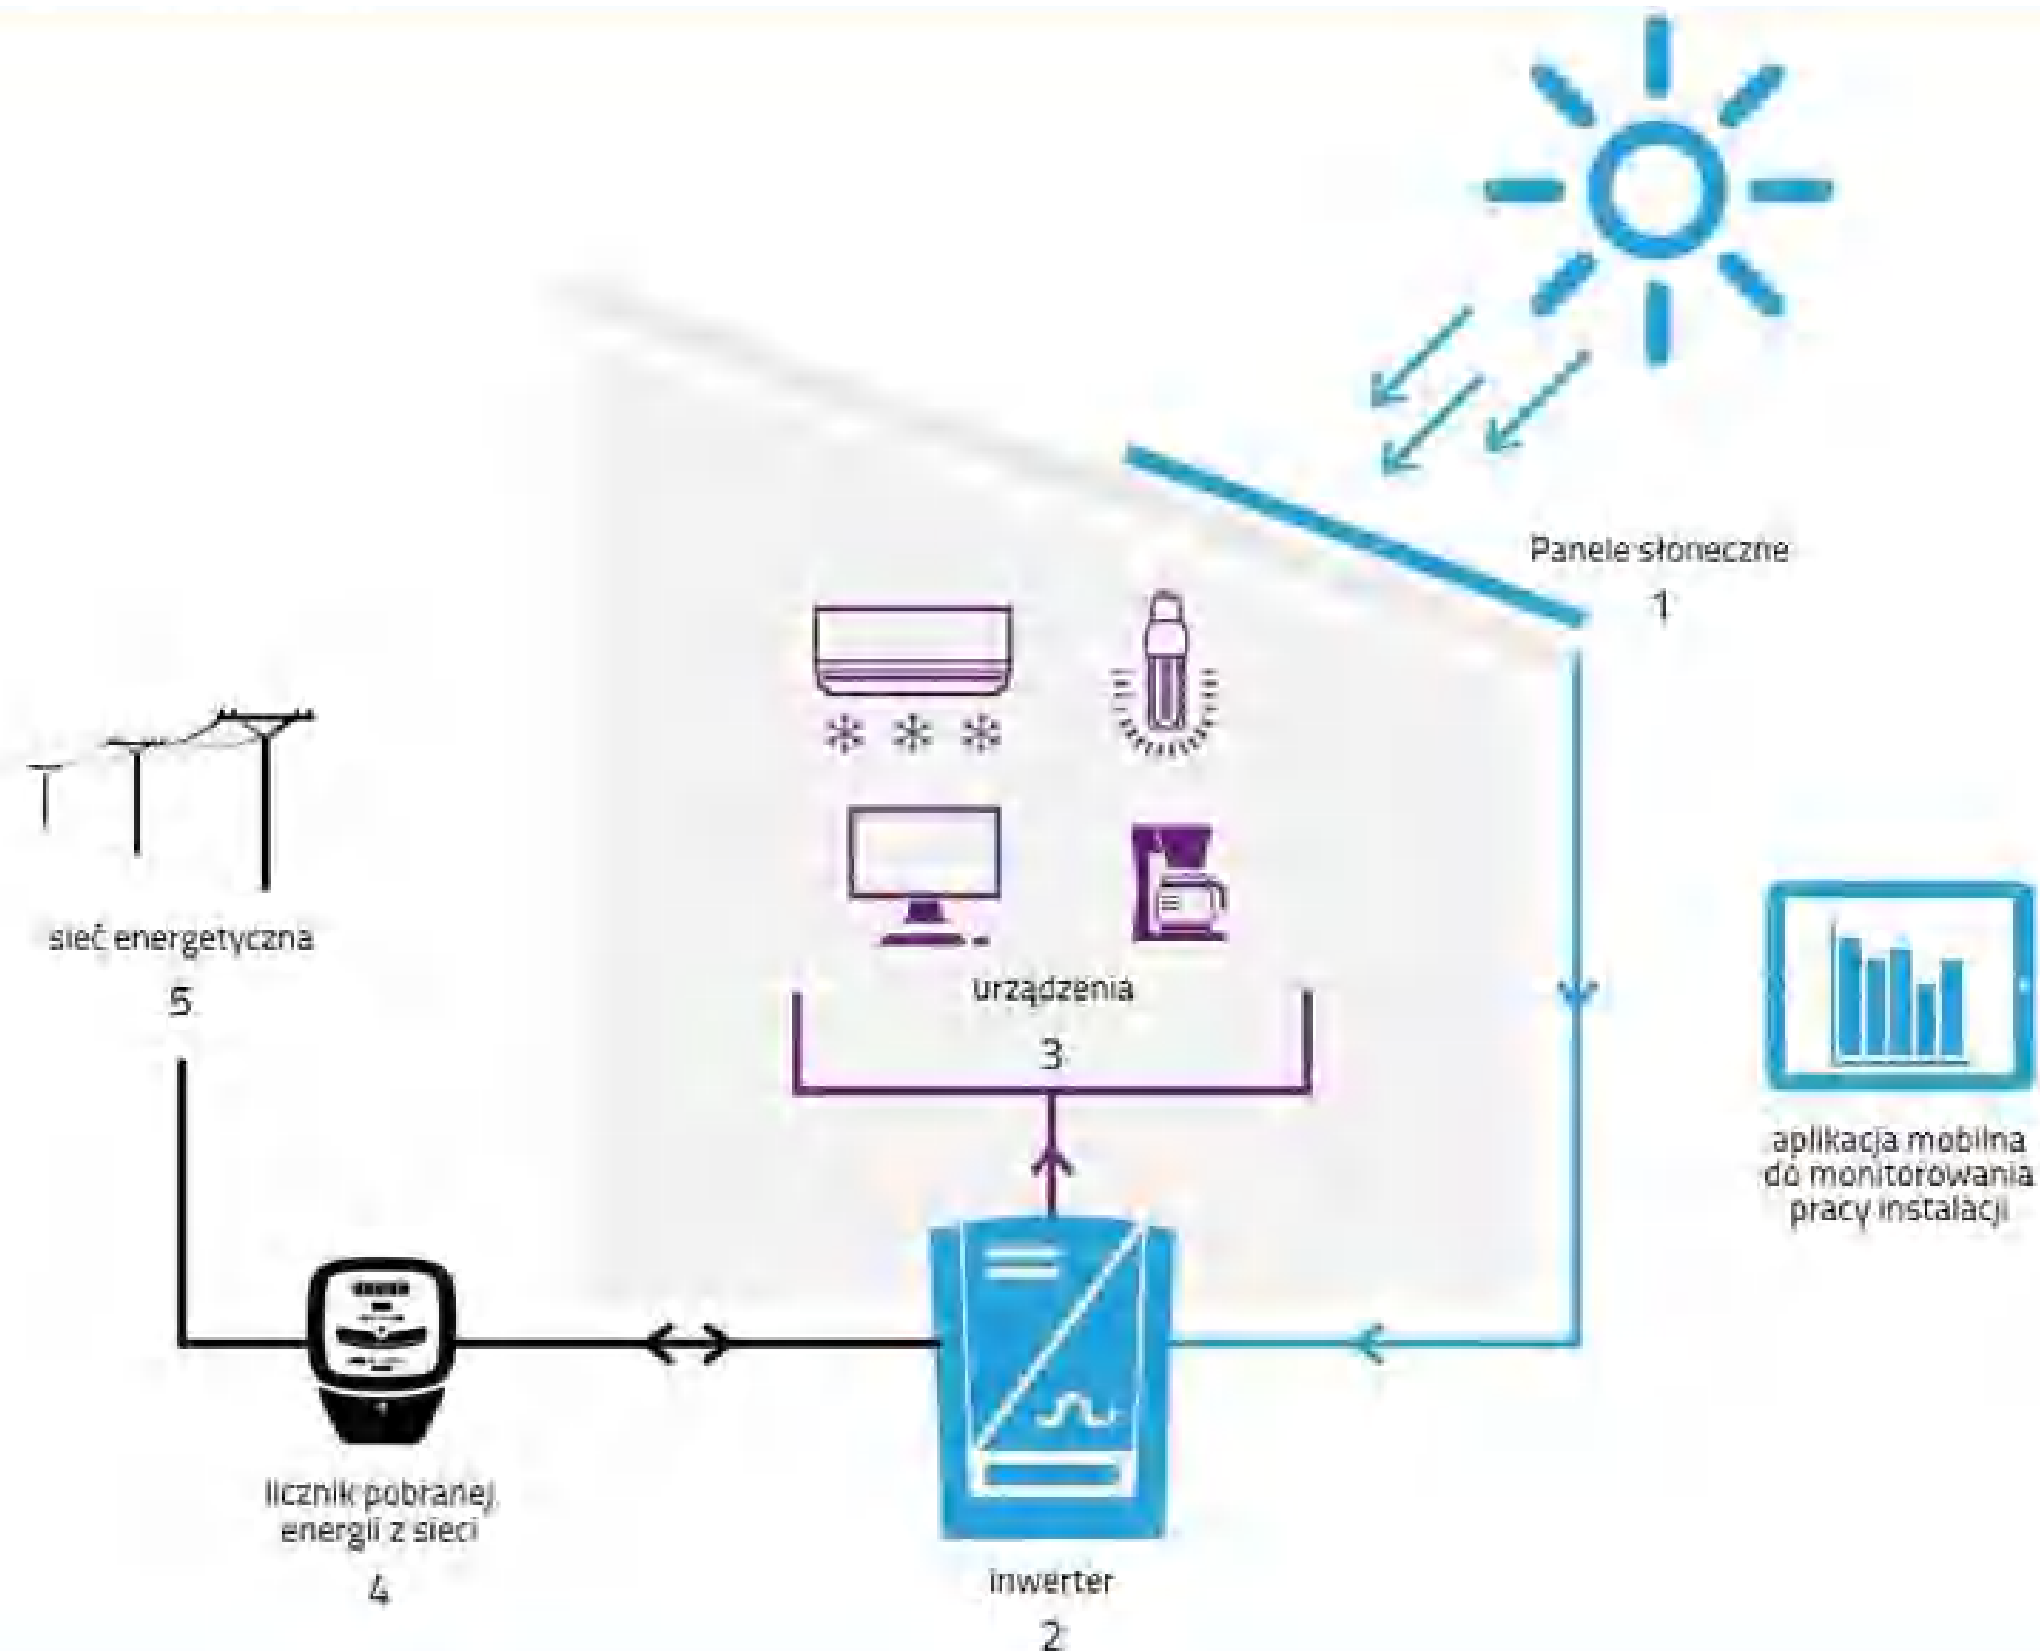 Panele słoneczne
1
sieć energetyczna
5
urządzenia
3
aplikacja mobilna
do monitorowania
pracy instalacji
licznik pobranej
energii z sieci
4
inwerter
2